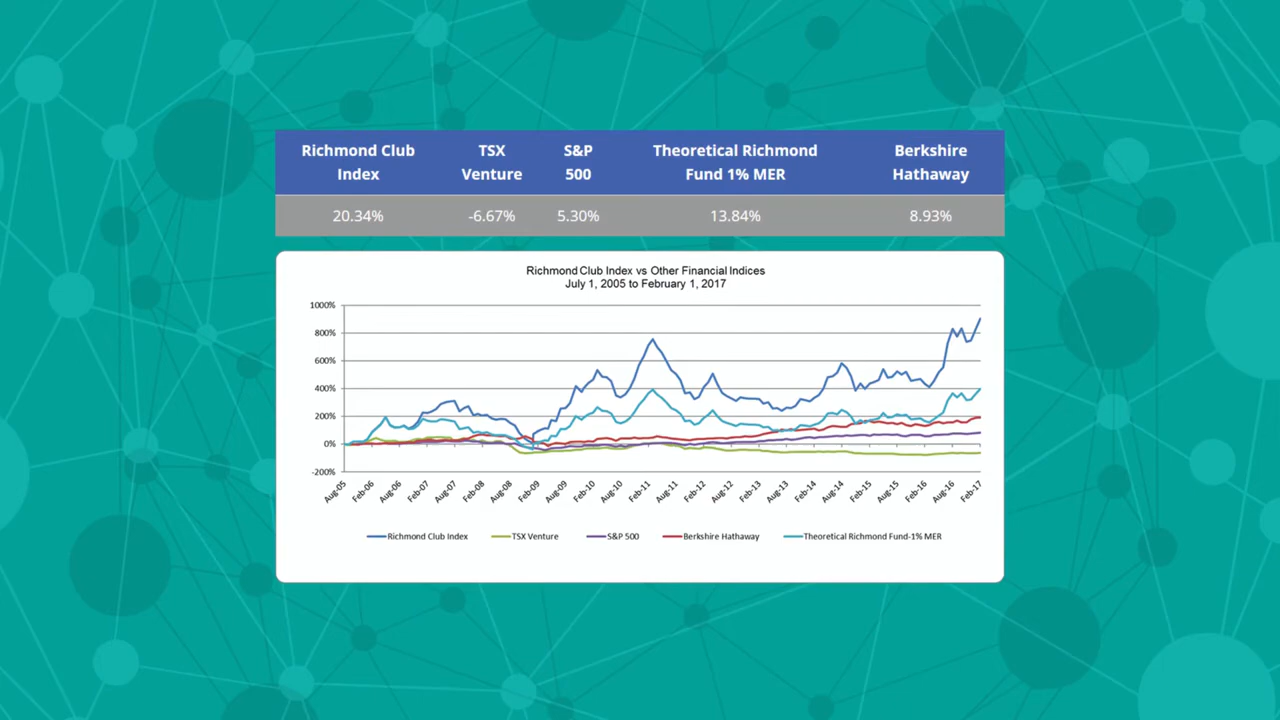 Richmond Club
Index
TSX
Venture
S&P
500
Theoretical Richmond
Fund 1% MER
Berkshire
Hathaway
20.34%
-6.67%
5.30%
13.84%
8.93%
Richmond Club Index vs Other Financial Indices
July 1, 2005 to February 1, 2017
1000%
800%
600%
400%
200%
0%
-200%
Aug-05
Feb-06
Aug-06
Feb-07
Aug-07
Feb-08
Aug-08
Feb-09
Aug-09
Feb-10
Aug-10
Feb-11
Aug-11
Feb-12
Aug-12
Feb-13
Aug-13
Feb-14
Aug-14
Feb-15
Aug-15
Feb-16
Aug-16
Feb-17
Richmond Club Index
TSX Venture
S&P 500
Berkshire Hathaway
Theoretical Richmond Fund-1% MER